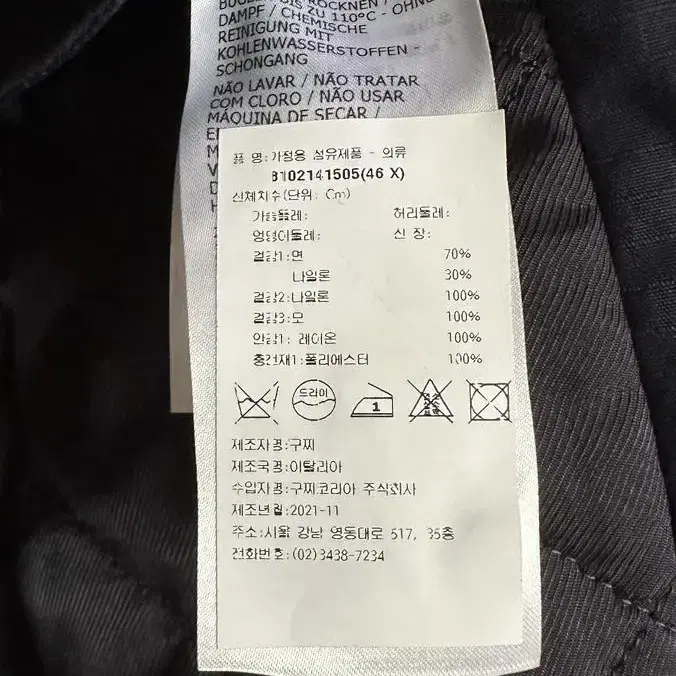 DAMPF / CHEMISCHE
REINIGUNG MIT
KOHLENWASSERSTOFFEN -
SCHONGANG
NÃO LAVAR / NÃO TRATAR
COM CLORO / NÃO USAR
MÁQUINA DE SECAR /
품 명:가정용 섬유제품 - 의류
8102141505(46 X)
신체치수(단위: Cm)
가슴둘레: 허리둘레:
엉덩이둘레: 신 장:
겉감1:면 70%
나일론 30%
겉감2:나일론 100%
겉감3:모 100%
안감1: 레이온 100%
충전재1:폴리에스터 100%
드라이
1
제조자명:구찌
제조국명:이탈리아
수입자명:구찌코리아 주식회사
제조년월:2021-11
주소:서울 강남 영동대로 517, 35층
전화번호:(02)3438-7234